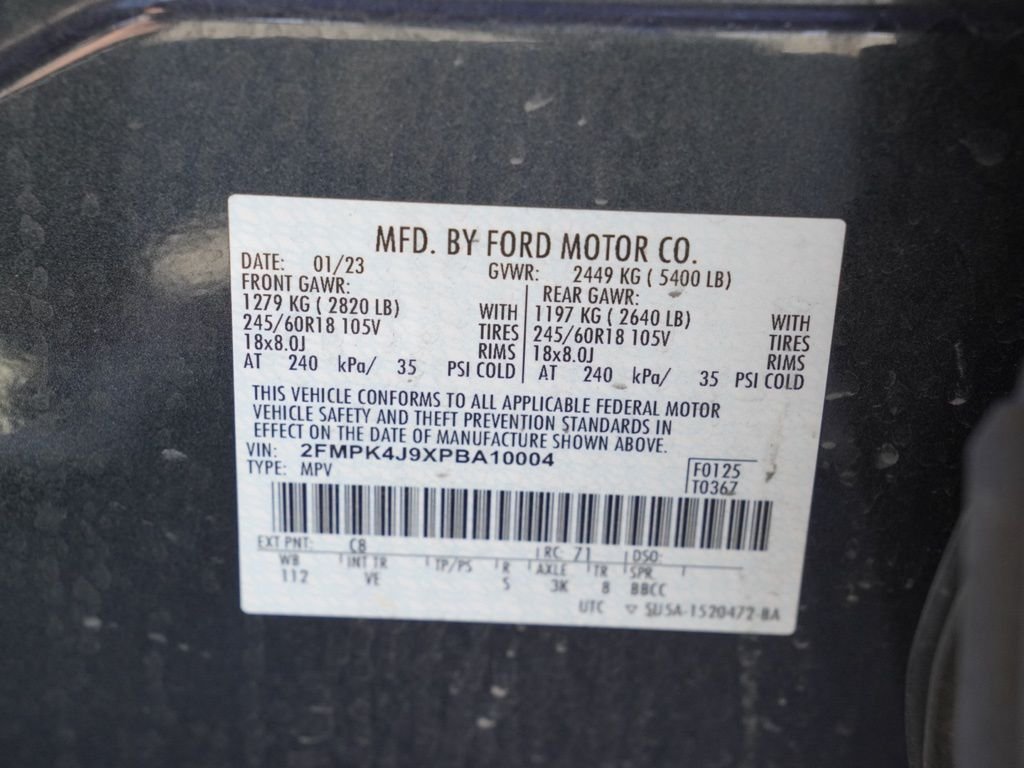 MFD. BY FORD MOTOR CO.
DATE: 01/23 GVWR: 2449 KG ( 5400 LB)
FRONT GAWR: REAR GAWR:
1279 KG ( 2820 LB) WITH 1197 KG ( 2640 LB) WITH
245/60R18 105V TIRES 245/60R18 105V TIRES
18x8.0J RIMS 18x8.0J RIMS
AT 240 kPa/ 35 PSI COLD AT 240 kPa/ 35 PSI COLD
THIS VEHICLE CONFORMS TO ALL APPLICABLE FEDERAL MOTOR
VEHICLE SAFETY AND THEFT PREVENTION STANDARDS IN
EFFECT ON THE DATE OF MANUFACTURE SHOWN ABOVE.
VIN: 2FMPK4J9XPBA10004
TYPE: MPV
F0125
T0367
EXT PNT: C8 RC: 71 DSO:
WB INT TR TP/PS R AXLE TR SPR
112 VE S 3K 8 BBCC
UTC ▽ SU5A-1520472-BA